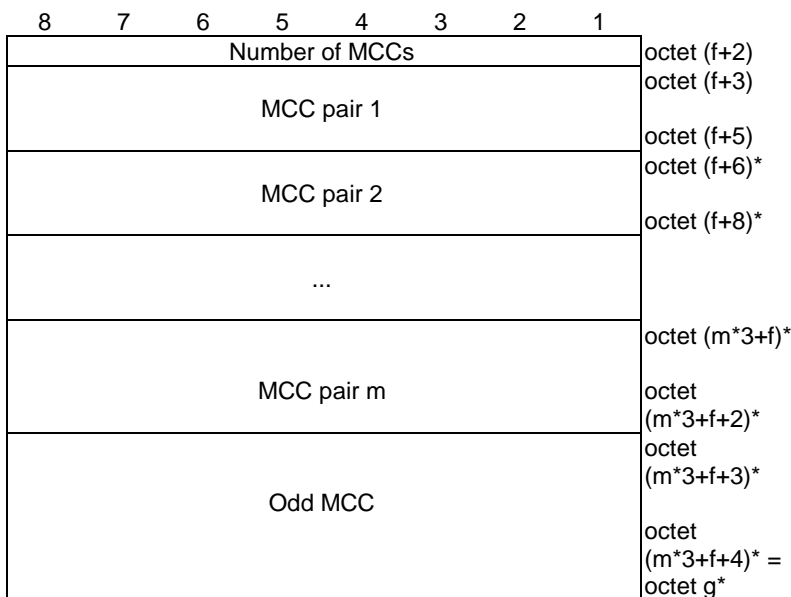 8 7 6 5 4 3 2 1
Number of MCCs octet (f+2)
octet (f+3)
MCC pair 1
octet (f+5)
octet (f+6)*
MCC pair 2
octet (f+8)*
...
octet (m*3+f)*
MCC pair m
octet
(m*3+f+2)*
octet
(m*3+f+3)*
Odd MCC
octet
(m*3+f+4)* =
octet g*